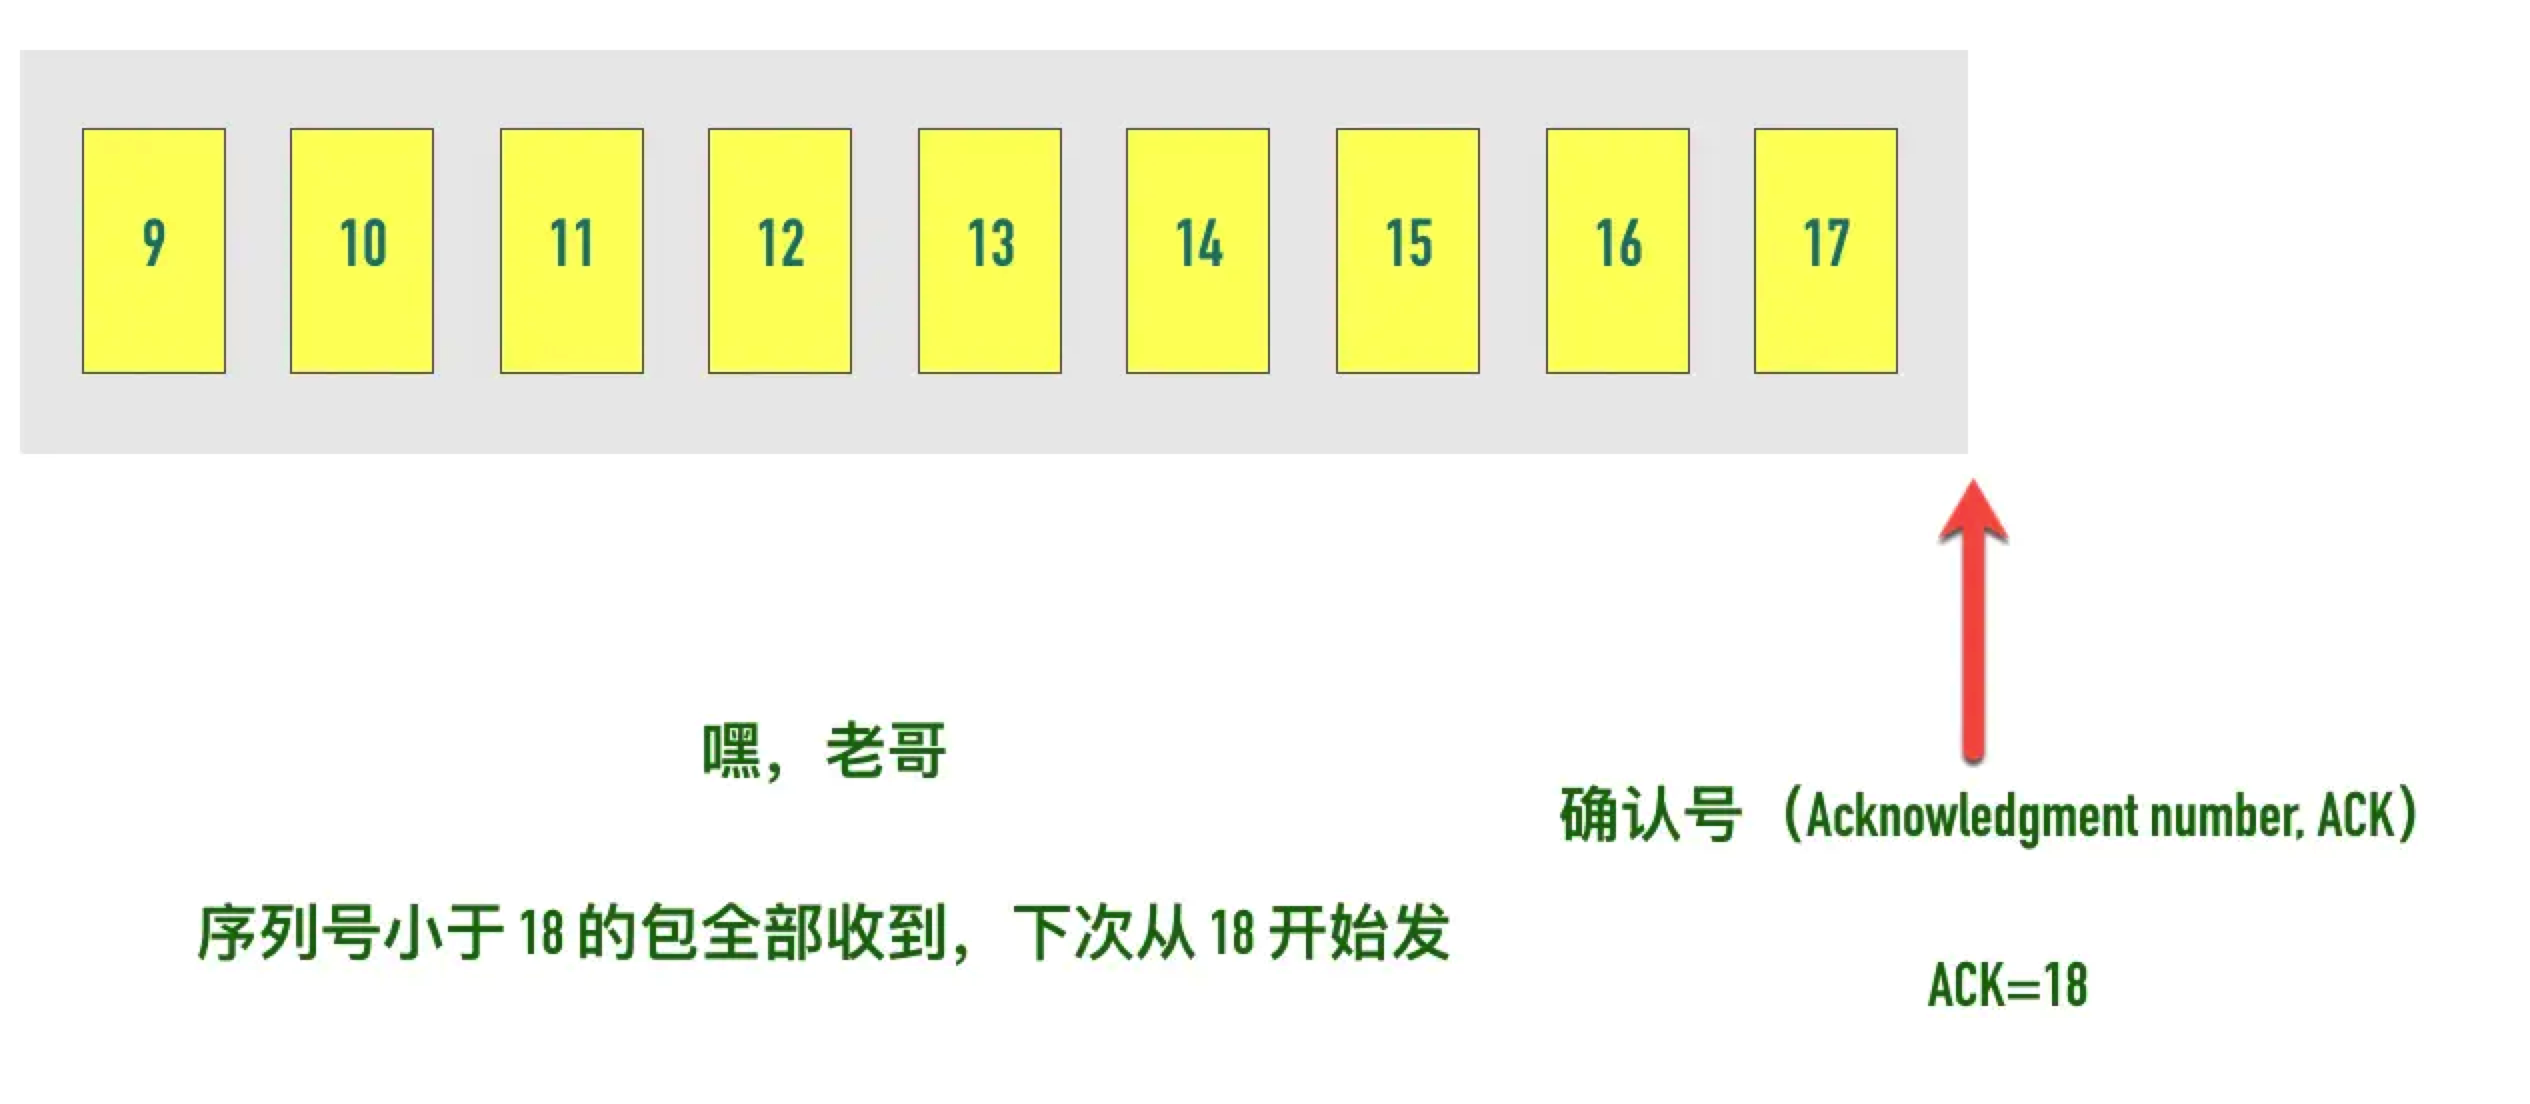 9 10 11 12 13 14 15 16 17
嘿，老哥
确认号（Acknowledgment number, ACK）
序列号小于 18 的包全部收到，下次从 18 开始发
ACK=18